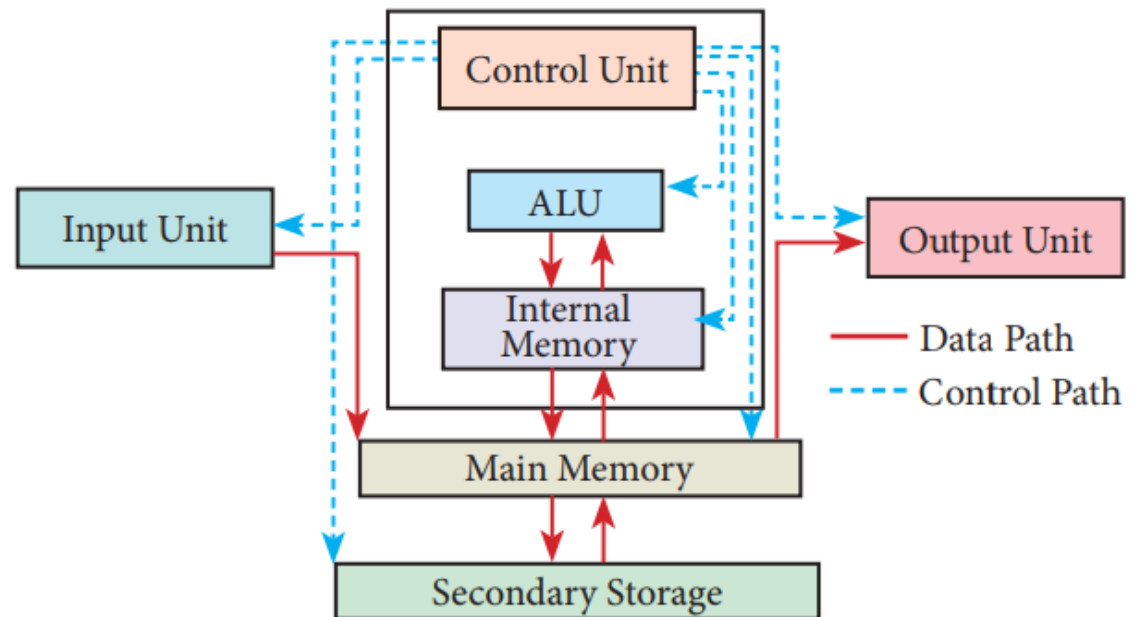 Control Unit
ALU
Input Unit
Output Unit
Internal
Memory
Data Path
Control Path
Main Memory
Secondary Storage